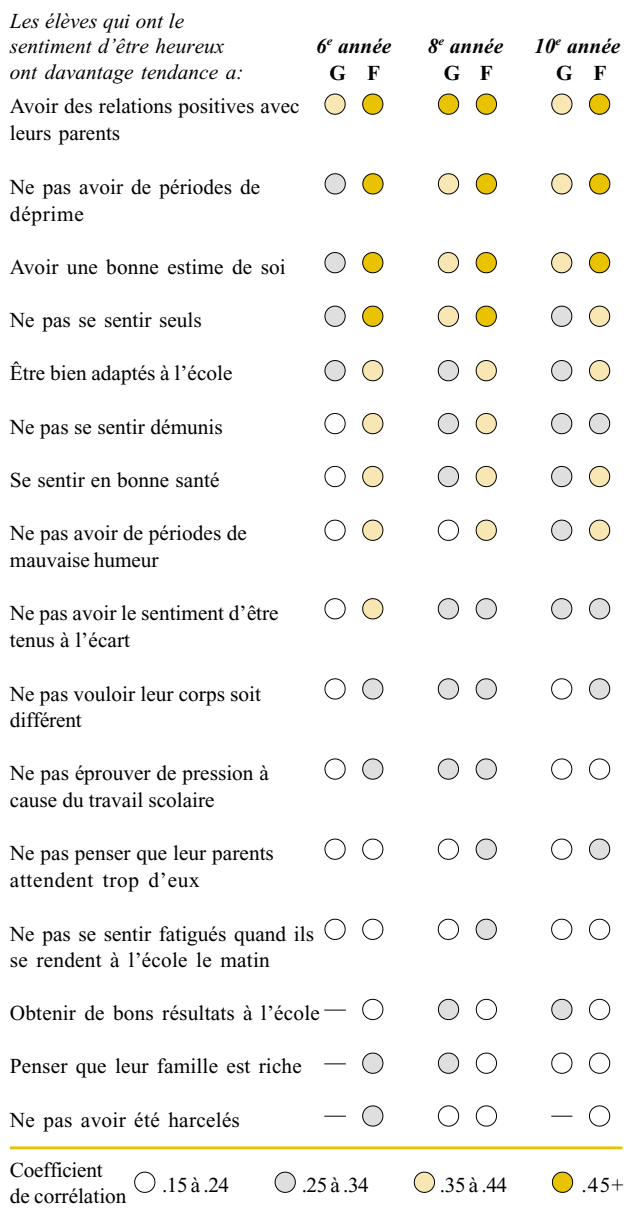 Les élèves qui ont le
sentiment d'être heureux
ont davantage tendance a:
6e année 8e année 10e année
G F G F G F
Avoir des relations positives avec
leurs parents
Ne pas avoir de périodes de
déprime
Avoir une bonne estime de soi
Ne pas se sentir seuls
Être bien adaptés à l'école
Ne pas se sentir démunis
Se sentir en bonne santé
Ne pas avoir de périodes de
mauvaise humeur
Ne pas avoir le sentiment d'être
tenus à l'écart
Ne pas vouloir leur corps soit
différent
Ne pas éprouver de pression à
cause du travail scolaire
Ne pas penser que leur parents
attendent trop d'eux
Ne pas se sentir fatigués quand ils
se rendent à l'école le matin
Obtenir de bons résultats à l'école —
Penser que leur famille est riche —
Ne pas avoir été harcelés — —
Coefficient
de corrélation .15 à .24 .25 à .34 .35 à .44 .45+